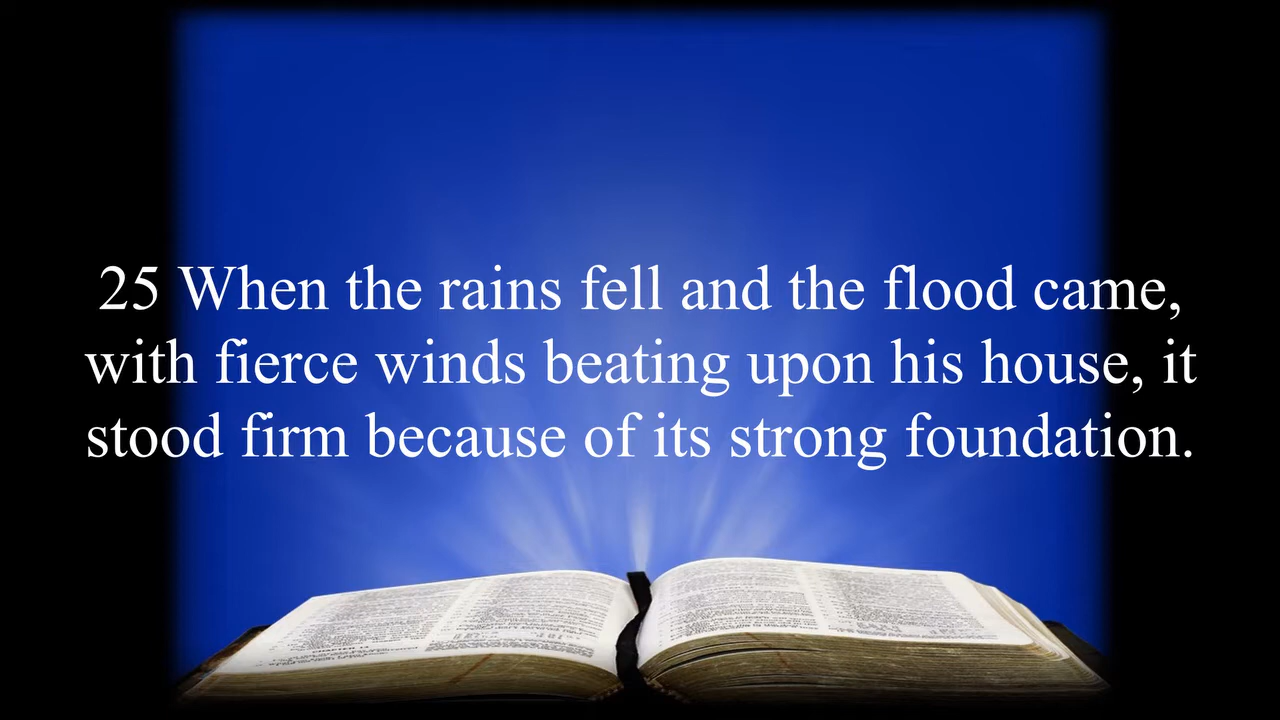 25 When the rains fell and the flood came,
with fierce winds beating upon his house, it
stood firm because of its strong foundation.